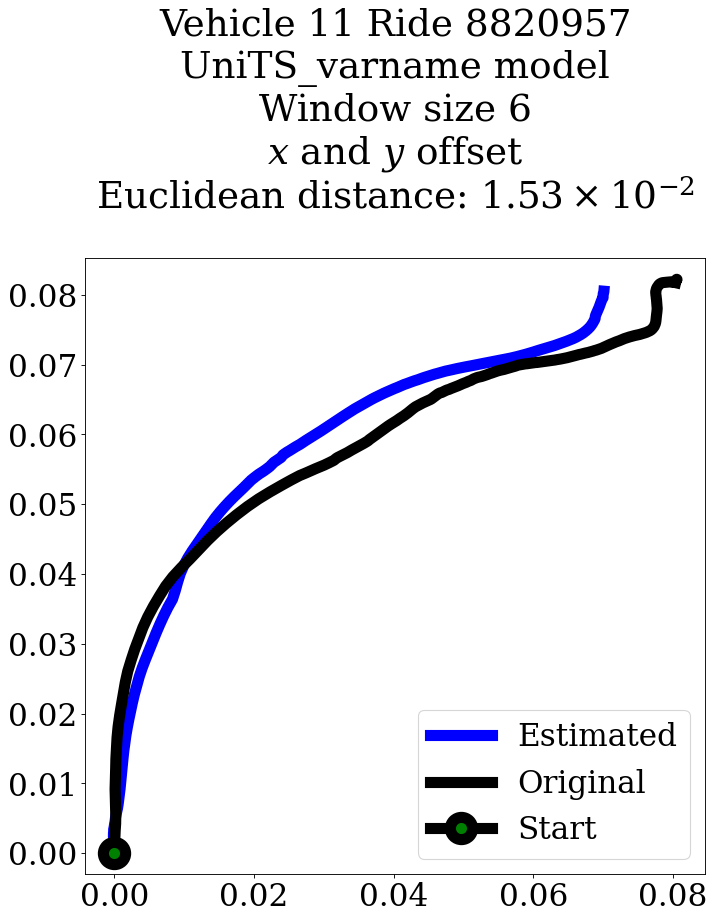 Vehicle 11 Ride 8820957
UniTS_varname model
Window size 6
x and y offset
Euclidean distance: 1.53 × 10⁻²
0.08
0.07
0.06
0.05
0.04
0.03
0.02
0.01
0.00
Estimated
Original
Start
0.00 0.02 0.04 0.06 0.08